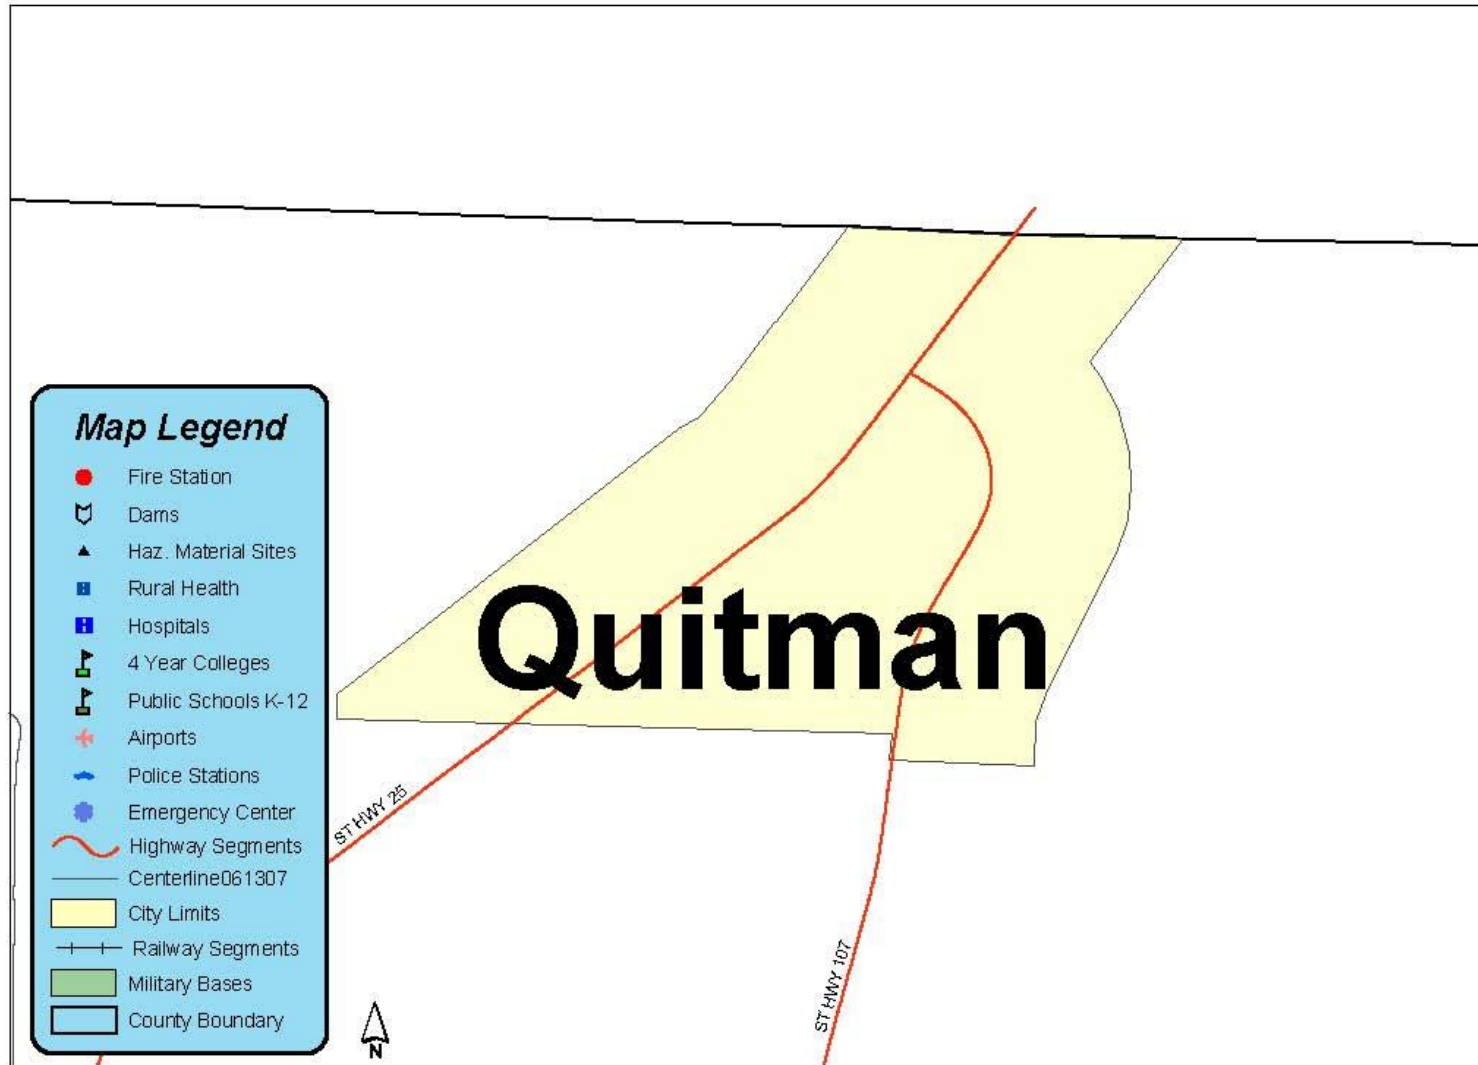 Quitman
Map Legend
Fire Station
Dams
Haz. Material Sites
Rural Health
Hospitals
4 Year Colleges
Public Schools K-12
Airports
Police Stations
Emergency Center
Highway Segments
Centerline061307
City Limits
Railway Segments
Military Bases
County Boundary
ST HWY 25
ST HWY 107
N